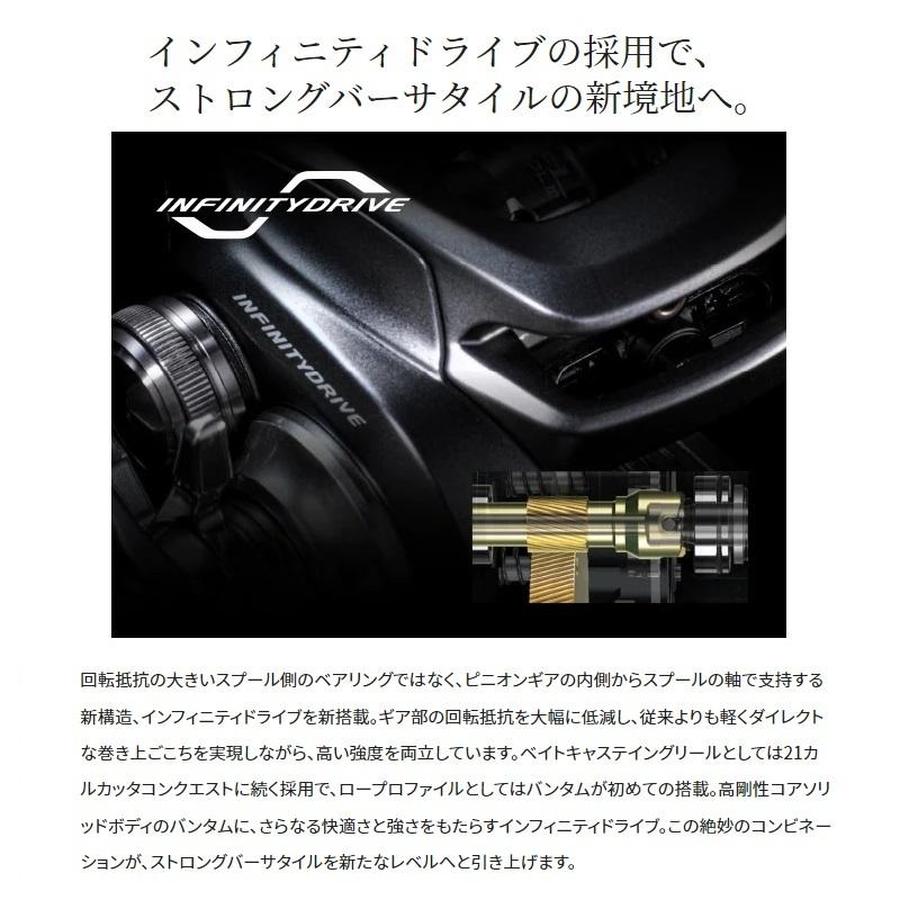 インフィニティドライブの採用で、
ストロングバーサタイルの新境地へ。
INFINITYDRIVE
INFINITYDRIVE
回転抵抗の大きいスプール側のベアリングではなく、ピニオンギアの内側からスプールの軸で支持する
新構造、インフィニティドライブを新搭載。ギア部の回転抵抗を大幅に低減し、従来よりも軽くダイレクト
な巻き上ごこちを実現しながら、高い強度を両立しています。ベイトキャステイングリールとしては21カ
ルカッタコンクエストに続く採用で、ロープロファイルとしてはバンタムが初めての搭載。高剛性コアソリ
ッドボディのバンタムに、さらなる快適さと強さをもたらすインフィニティドライブ。この絶妙のコンビネー
ションが、ストロングバーサタイルを新たなレベルへと引き上げます。